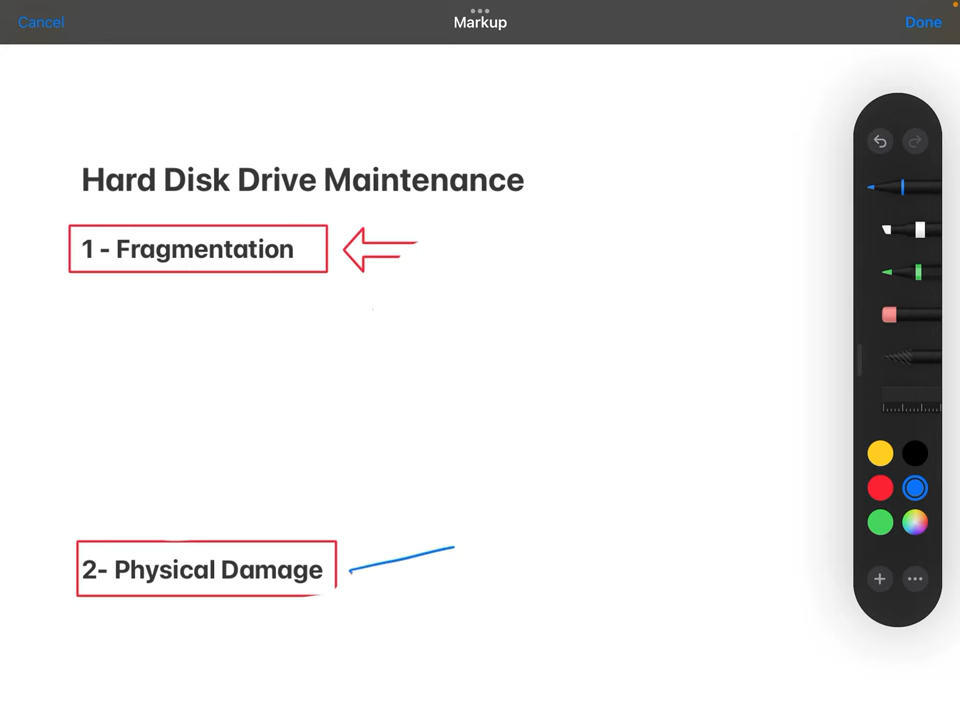 Cancel
Markup
Done
Hard Disk Drive Maintenance
1 - Fragmentation
2- Physical Damage